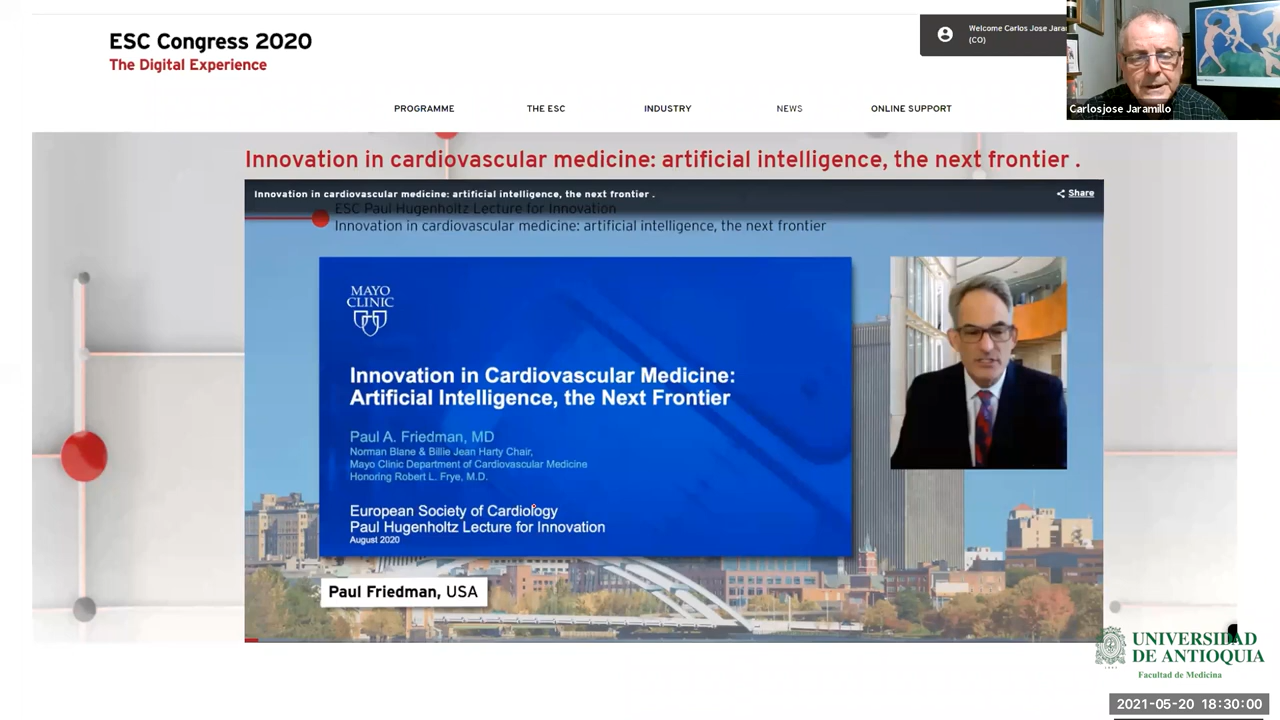 ESC Congress 2020
The Digital Experience
Welcome Carlos Jose Jarar
(CO)
PROGRAMME THE ESC INDUSTRY NEWS ONLINE SUPPORT
Carlosjose Jaramillo
Innovation in cardiovascular medicine: artificial intelligence, the next frontier .
Innovation in cardiovascular medicine: artificial intelligence, the next frontier .
Share
ESC Paul Hugenholtz Lecture for Innovation
Innovation in cardiovascular medicine: artificial intelligence, the next frontier
MAYO
CLINIC
Innovation in Cardiovascular Medicine:
Artificial Intelligence, the Next Frontier
Paul A. Friedman, MD
Norman Blane & Billie Jean Harty Chair,
Mayo Clinic Department of Cardiovascular Medicine
Honoring Robert L. Frye, M.D.
European Society of Cardiology
Paul Hugenholtz Lecture for Innovation
August 2020
Paul Friedman, USA
UNIVERSIDAD
DE ANTIOQUIA
Facultad de Medicina
2021-05-20 18:30:00